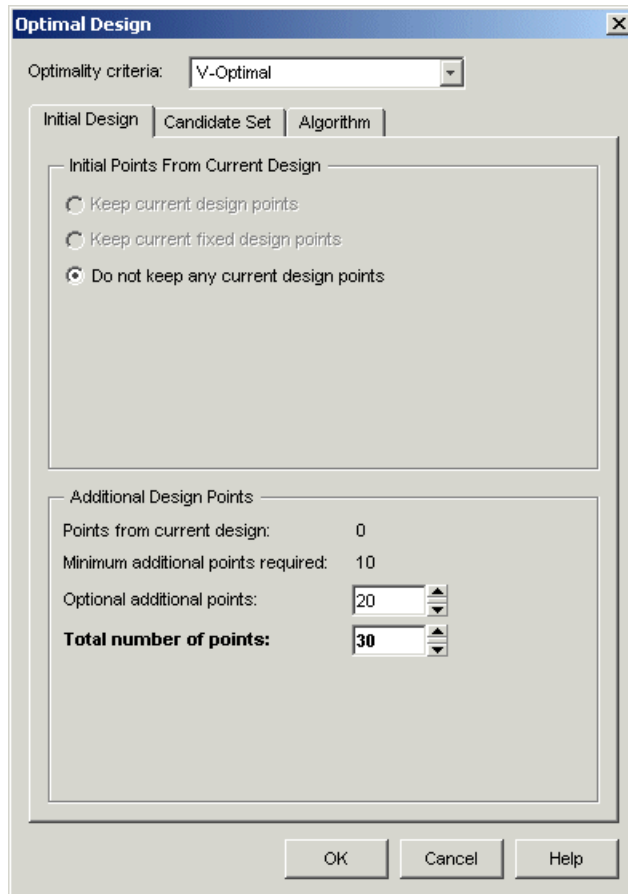 Optimal Design
Optimality criteria: V-Optimal
Initial Design Candidate Set Algorithm
Initial Points From Current Design
Keep current design points
Keep current fixed design points
Do not keep any current design points
Additional Design Points
Points from current design: 0
Minimum additional points required: 10
Optional additional points: 20
Total number of points: 30
OK Cancel Help